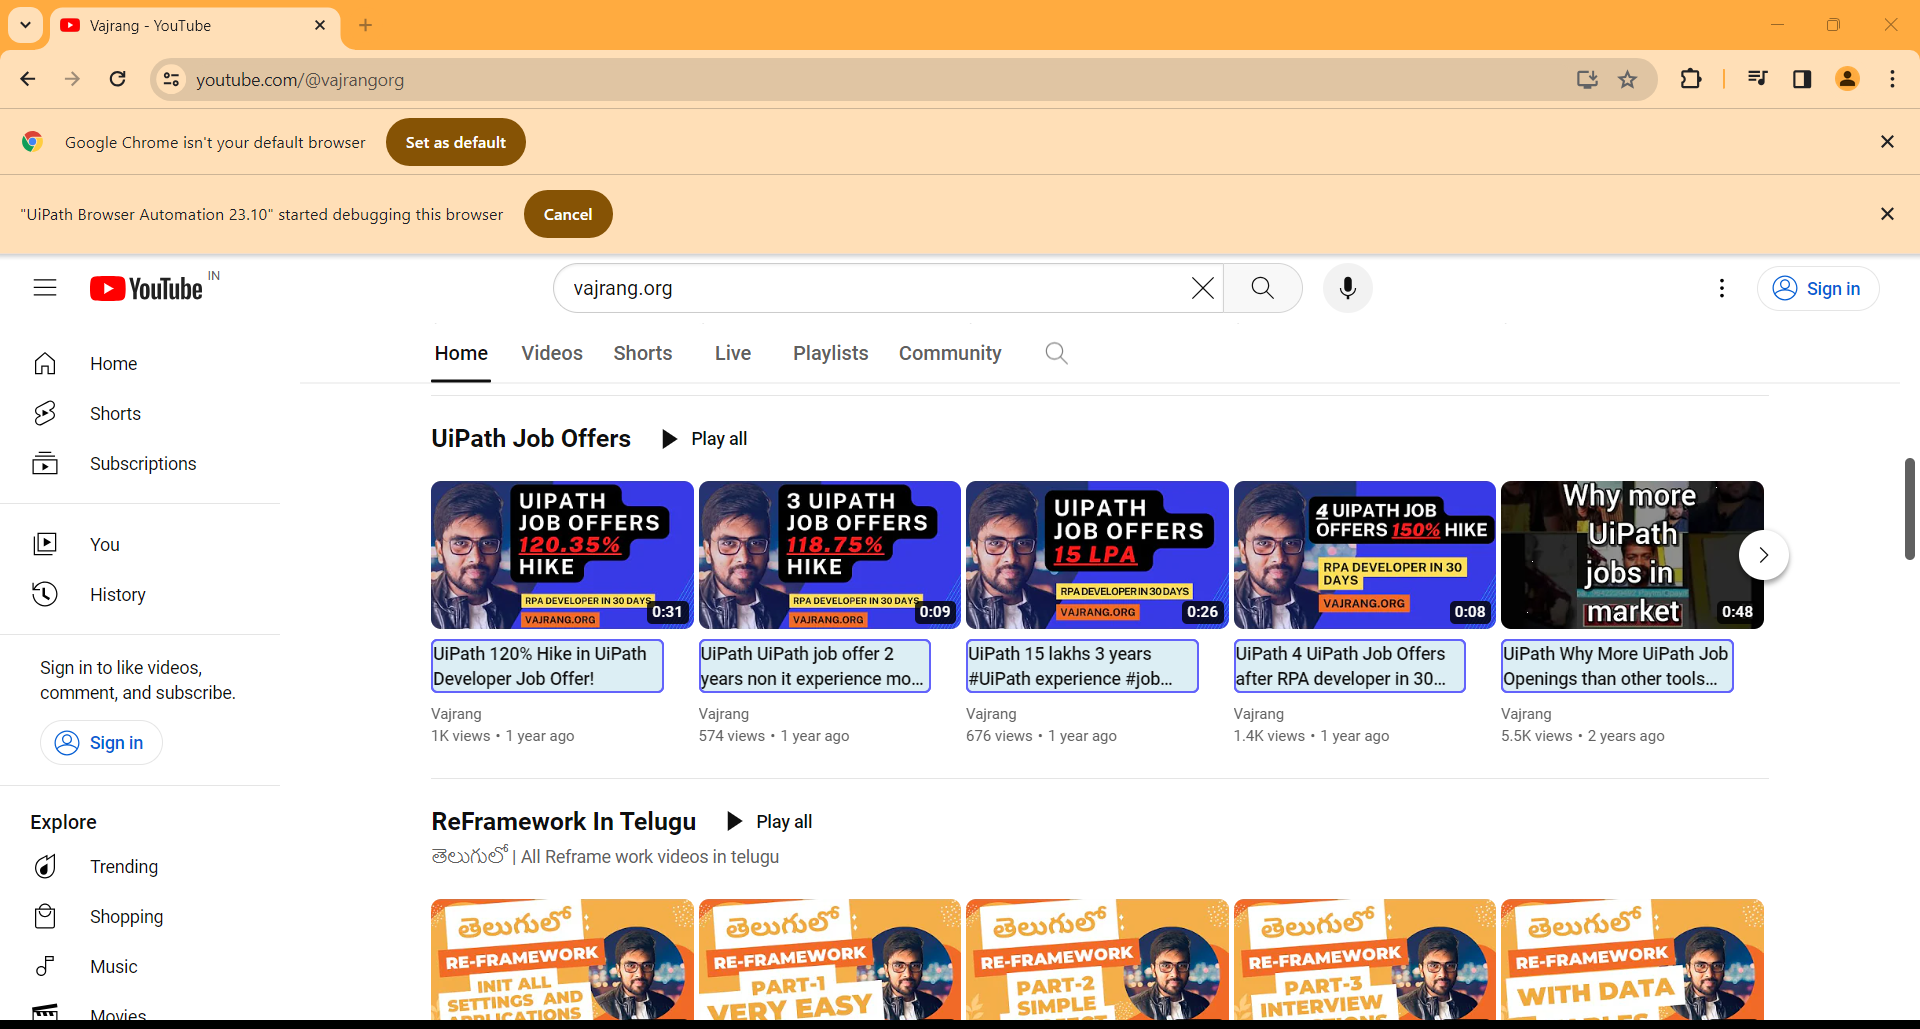 Vajrang - YouTube
youtube.com/@vajrangorg
Google Chrome isn't your default browser
Set as default
"UiPath Browser Automation 23.10" started debugging this browser
Cancel
YouTube IN
vajrang.org
Sign in
Home
Shorts
Subscriptions
You
History
Sign in to like videos,
comment, and subscribe.
Sign in
Explore
Trending
Shopping
Music
Movies
Home Videos Shorts Live Playlists Community
UiPath Job Offers Play all
UIPATH
JOB OFFERS
120.35%
HIKE
RPA DEVELOPER IN 30 DAYS
VAJRANG.ORG
0:31
UiPath 120% Hike in UiPath
Developer Job Offer!
Vajrang
1K views • 1 year ago
3 UIPATH
JOB OFFERS
118.75%
HIKE
RPA DEVELOPER IN 30 DAYS
VAJRANG.ORG
0:09
UiPath UiPath job offer 2
years non it experience mo...
Vajrang
574 views • 1 year ago
UIPATH
JOB OFFERS
15 LPA
RPA DEVELOPER IN 30 DAYS
VAJRANG.ORG
0:26
UiPath 15 lakhs 3 years
#UiPath experience #job...
Vajrang
676 views • 1 year ago
4 UIPATH JOB
OFFERS 150% HIKE
RPA DEVELOPER IN 30
DAYS
VAJRANG.ORG
0:08
UiPath 4 UiPath Job Offers
after RPA developer in 30...
Vajrang
1.4K views • 1 year ago
Why more
UiPath
jobs in
market
0:48
UiPath Why More UiPath Job
Openings than other tools...
Vajrang
5.5K views • 2 years ago
ReFramework In Telugu Play all
తెలుగులో | All Reframe work videos in telugu
తెలుగులో
RE-FRAMEWORK
INIT ALL
SETTINGS AND
APPLICATIONS
తెలుగులో
RE-FRAMEWORK
PART-1
VERY EASY
తెలుగులో
RE-FRAMEWORK
PART-2
SIMPLE
తెలుగులో
RE-FRAMEWORK
PART-3
INTERVIEW
తెలుగులో
RE-FRAMEWORK
WITH DATA